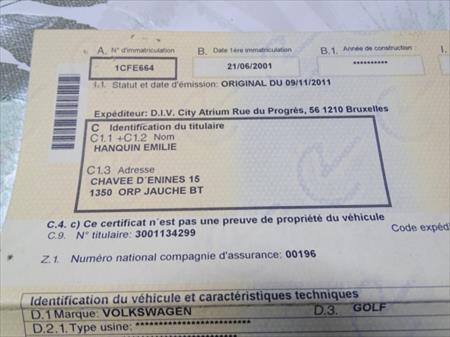 A. N° d'immatriculation B. Date 1ère immatriculation B.1. Année de construction : I.
1CFE664 21/06/2001 **********
I.1. Statut et date d'émission: ORIGINAL DU 09/11/2011
Expéditeur: D.I.V. City Atrium Rue du Progrès, 56 1210 Bruxelles
C Identification du titulaire
C1.1 +C1.2 Nom
HANQUIN EMILIE
C1.3 Adresse
CHAVEE D´ENINES 15
1350 ORP JAUCHE BT
C.4. c) Ce certificat n´est pas une preuve de propriété du véhicule
C.9. N° titulaire: 3001134299 Code expéd
Z.1. Numéro national compagnie d'assurance: 00196
Identification du véhicule et caractéristiques techniques
D.1 Marque: VOLKSWAGEN D.3. GOLF
D.2.1. Type usine: ****************